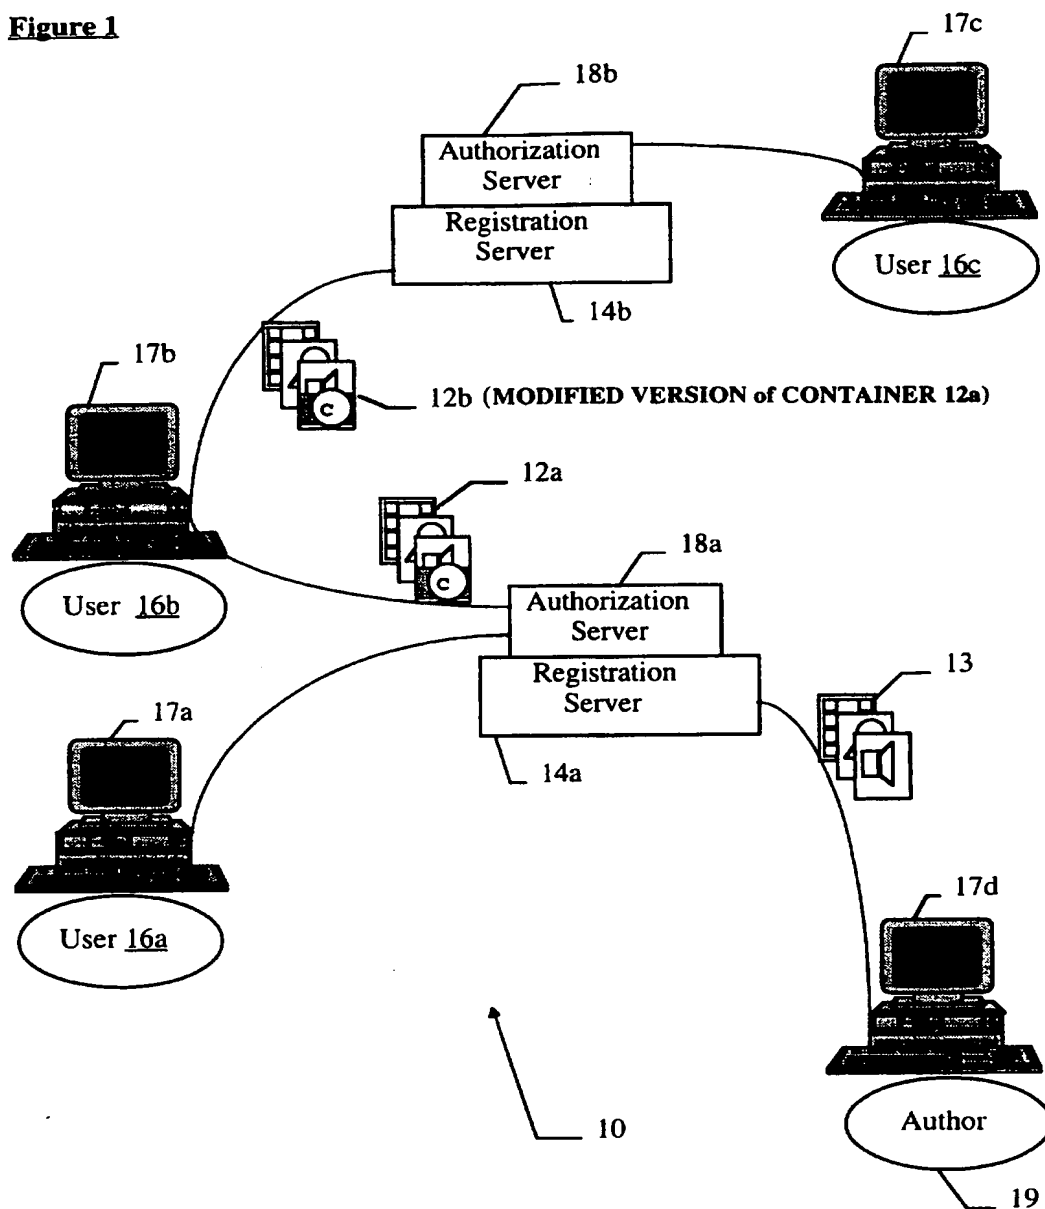 Figure 1
17c
18b
Authorization
Server
Registration
Server
User 16c
14b
17b
12b (MODIFIED VERSION of CONTAINER 12a)
C
12a
C
18a
User 16b
Authorization
Server
Registration
Server
13
17a
14a
17d
User 16a
10
Author
19